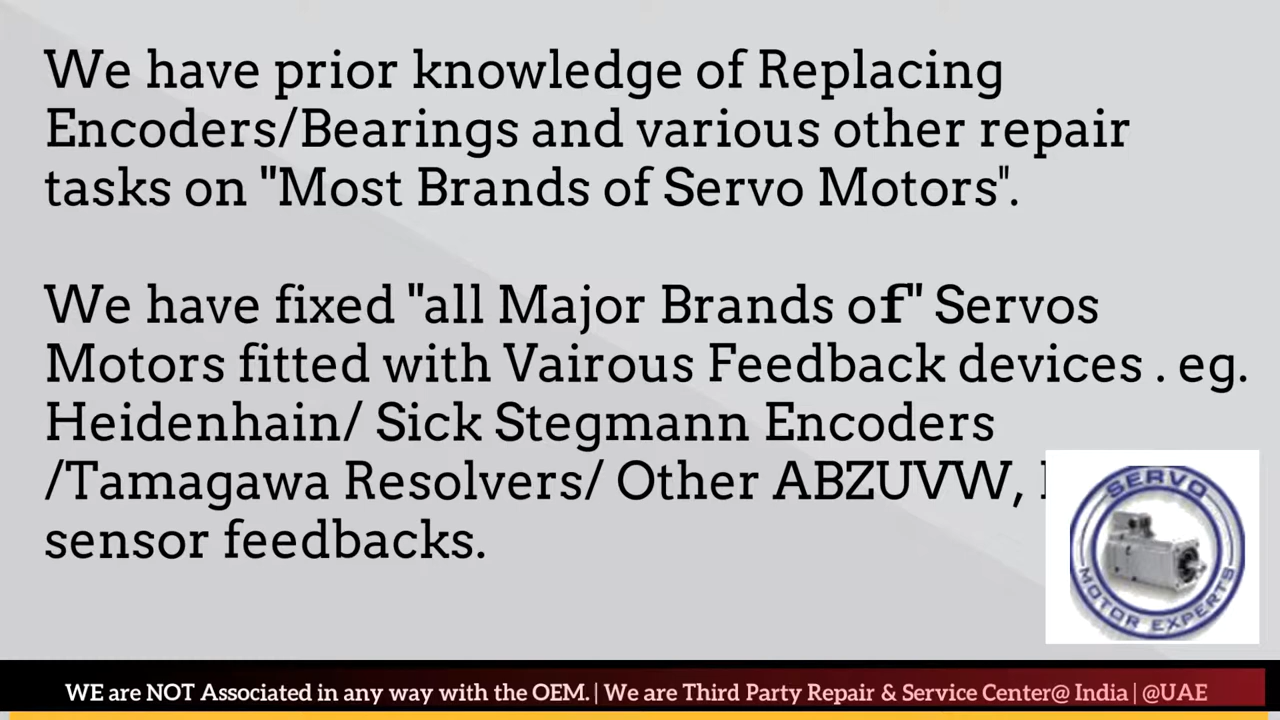 We have prior knowledge of Replacing
Encoders/Bearings and various other repair
tasks on "Most Brands of Servo Motors".
We have fixed "all Major Brands of" Servos
Motors fitted with Vairous Feedback devices . eg.
Heidenhain/ Sick Stegmann Encoders
/Tamagawa Resolvers/ Other ABZUVW,
sensor feedbacks.
SERVO
MOTOR EXPERTS
WE are NOT Associated in any way with the OEM. | We are Third Party Repair & Service Center@ India | @UAE